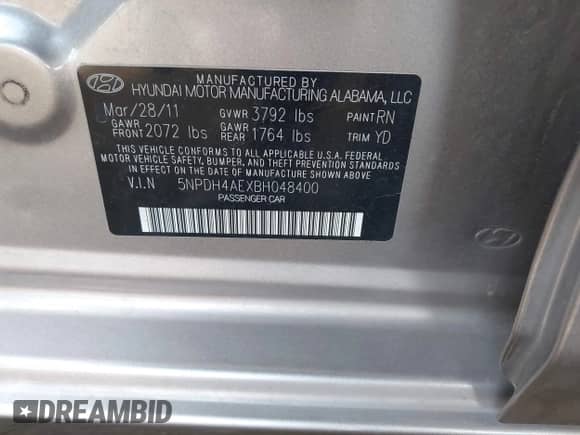 MANUFACTURED BY
HYUNDAI MOTOR MANUFACTURING ALABAMA, LLC
Mar/28/11 GVWR 3792 lbs PAINT RN
GAWR FRONT 2072 lbs GAWR REAR 1764 lbs TRIM YD
THIS VEHICLE CONFORMS TO ALL APPLICABLE U.S.A. FEDERAL
MOTOR VEHICLE SAFETY, BUMPER, AND THEFT PREVENTION STANDARDS
IN EFFECT ON THE DATE OF MANUFACTURE SHOWN ABOVE
V.I.N 5NPDH4AEXBH048400
PASSENGER CAR
DREAMBID